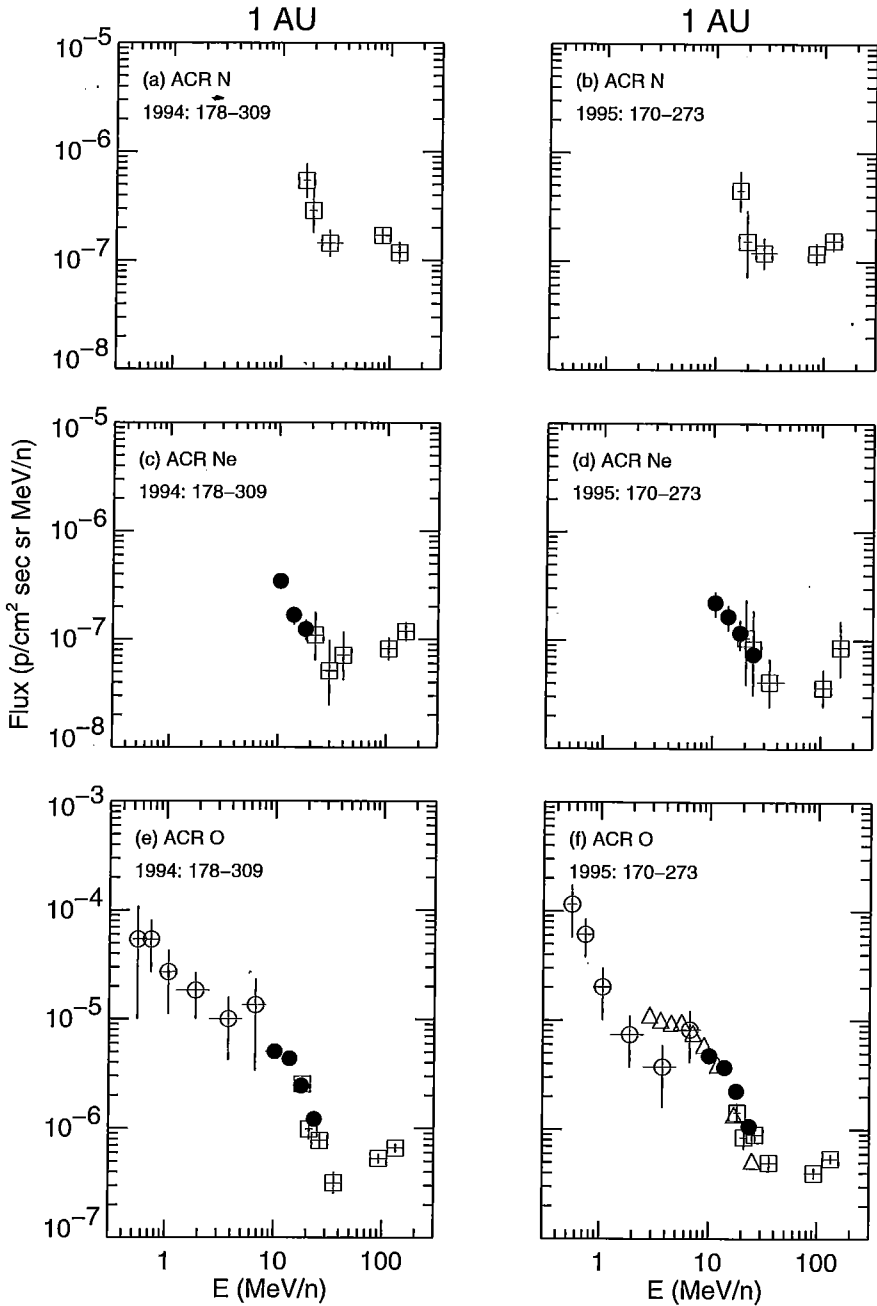 1 AU
1 AU
10−5
10−6
10−7
10−8
(a) ACR N
1994: 178−309
(b) ACR N
1995: 170−273
Flux (p/cm2 sec sr MeV/n)
10−5
10−6
10−7
10−8
(c) ACR Ne
1994: 178−309
(d) ACR Ne
1995: 170−273
10−3
10−4
10−5
10−6
10−7
(e) ACR O
1994: 178−309
(f) ACR O
1995: 170−273
1 10 100
E (MeV/n)
1 10 100
E (MeV/n)